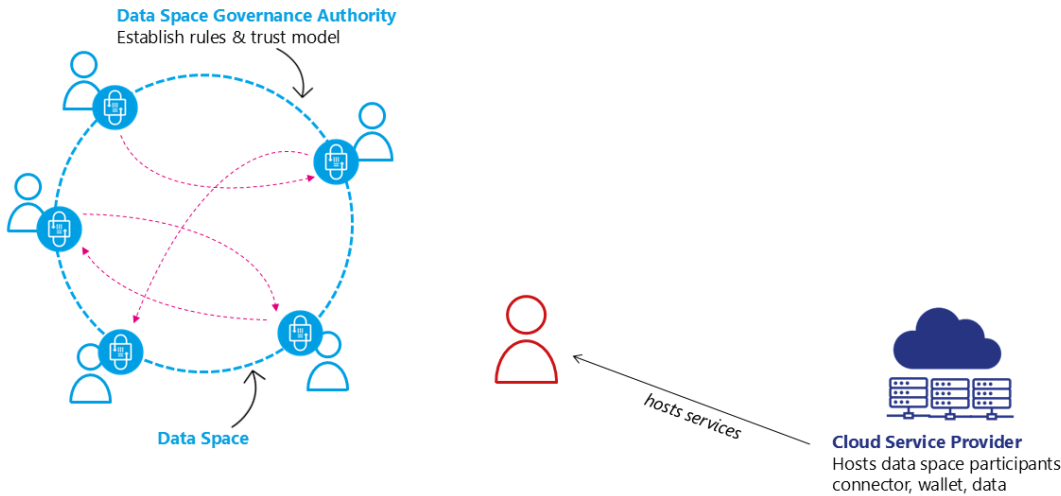 Data Space Governance Authority
Establish rules & trust model
Data Space
hosts services
Cloud Service Provider
Hosts data space participants
connector, wallet, data